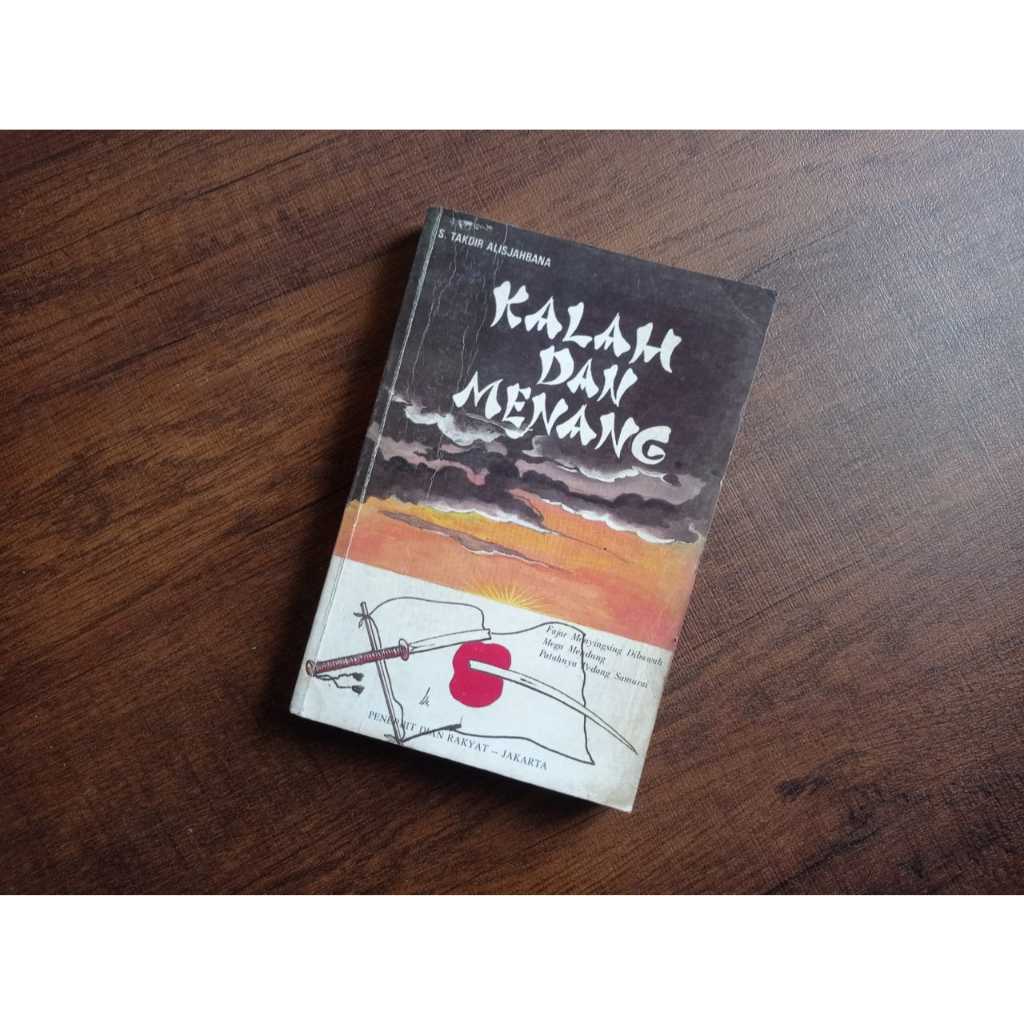 S. TAKDIR ALISJAHBANA
KALAH
DAN
MENANG
Fajar Menyingsing Dibawah
Mega Mendung
Patahnya Pedang Samurai
PENERBIT DIAN RAKYAT – JAKARTA